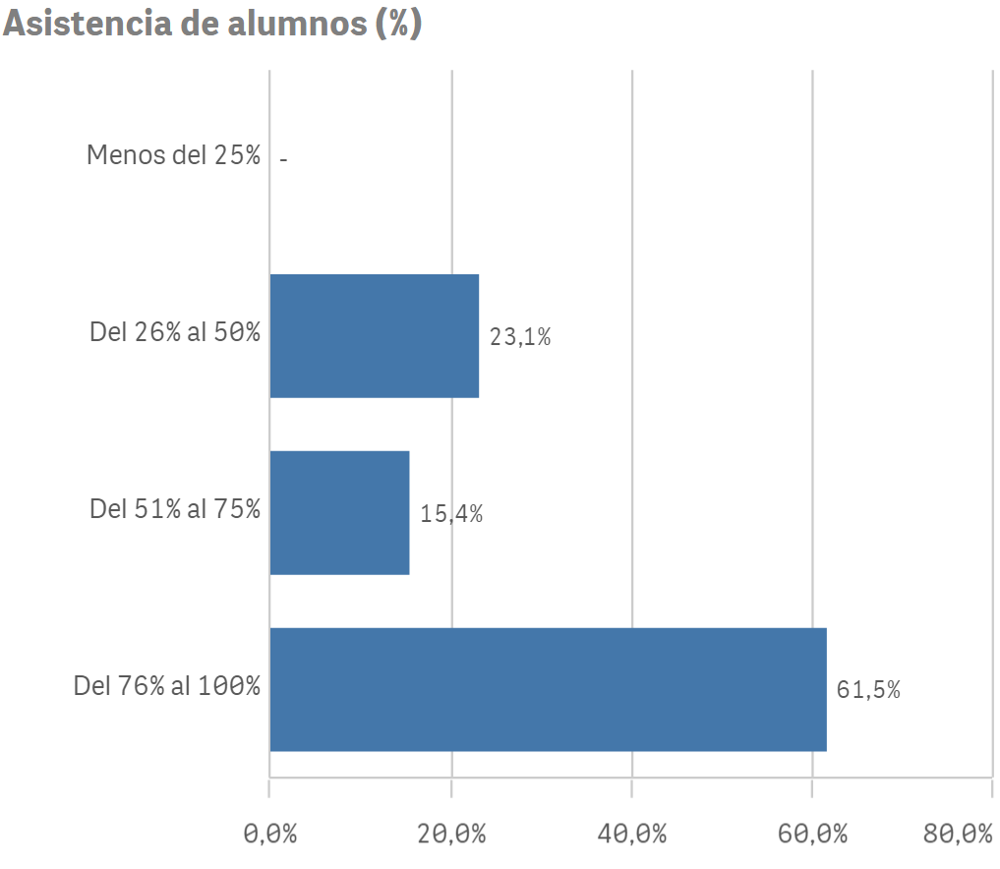 Asistencia de alumnos (%)
Menos del 25% -
Del 26% al 50% 23,1%
Del 51% al 75% 15,4%
Del 76% al 100% 61,5%
0,0% 20,0% 40,0% 60,0% 80,0%